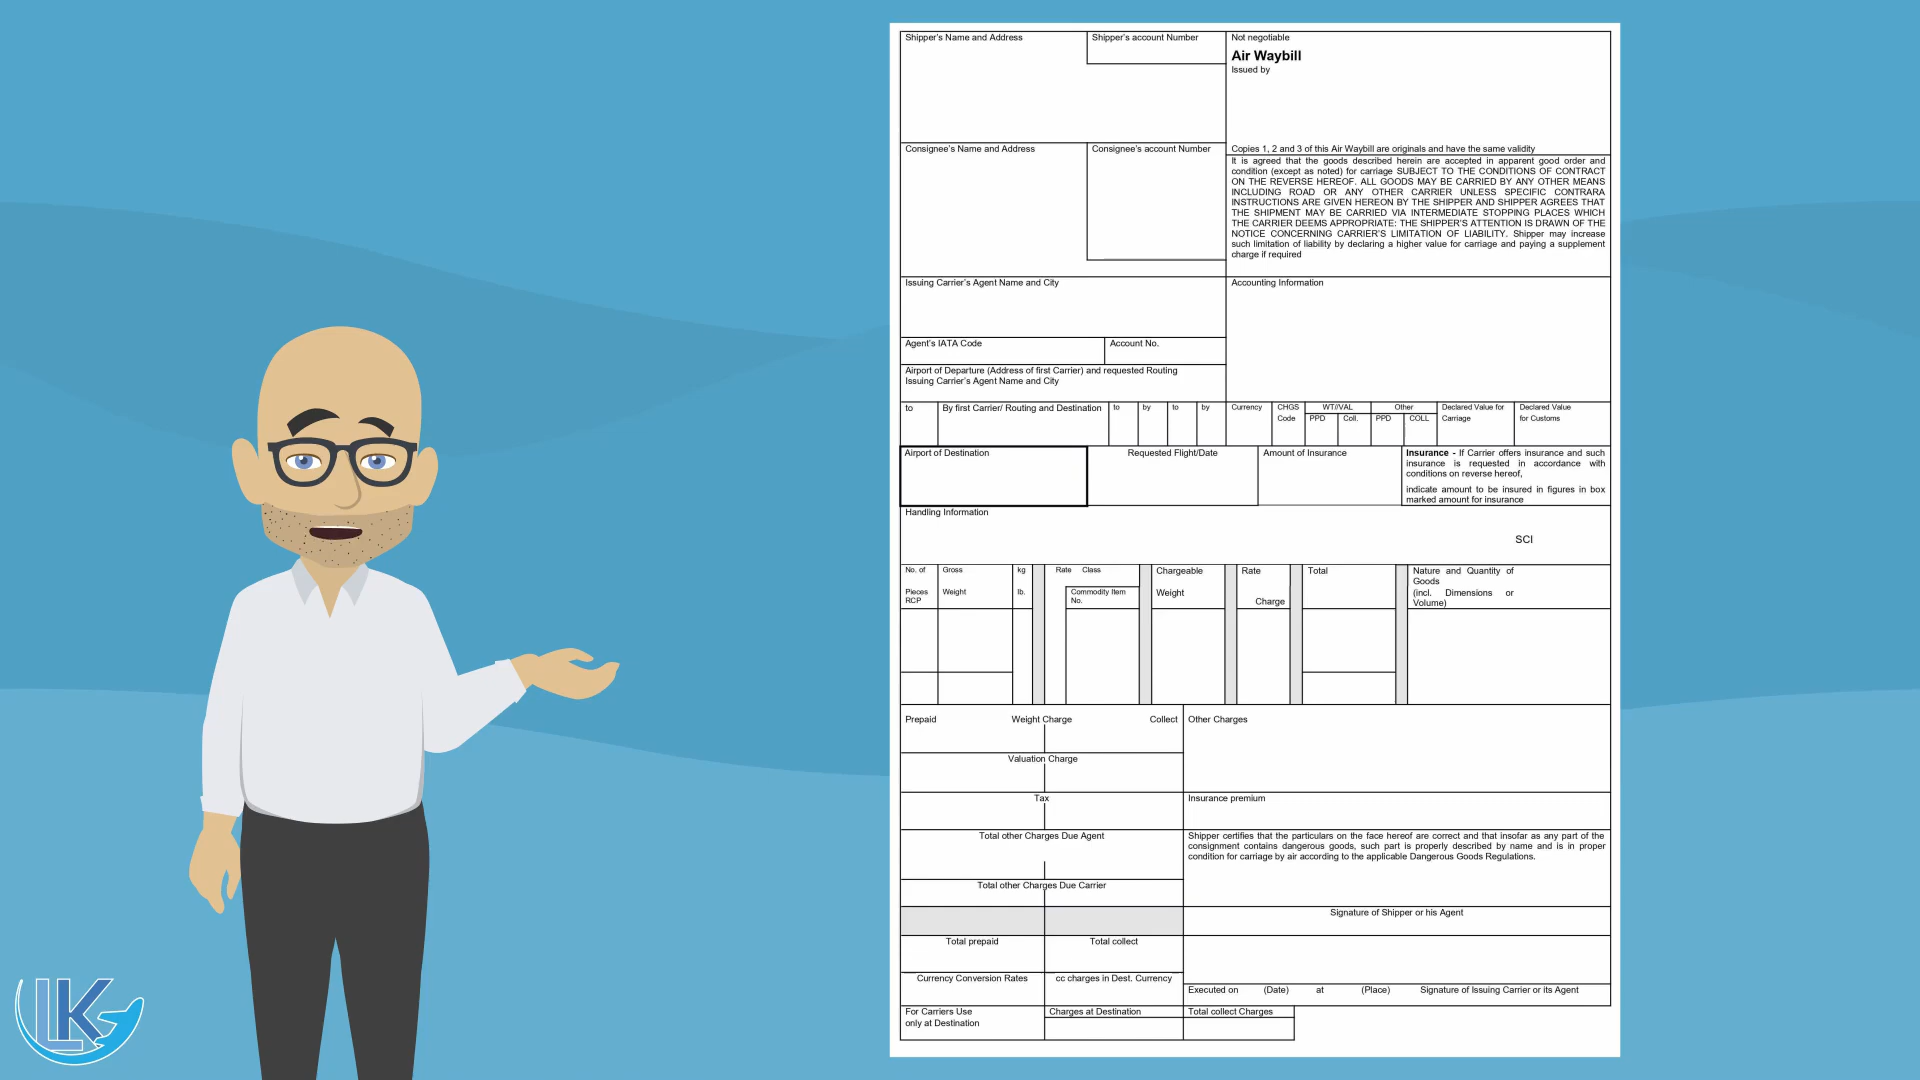 Shipper's Name and Address
Shipper's account Number
Not negotiable
Air Waybill
Issued by
Consignee's Name and Address
Consignee's account Number
Copies 1, 2 and 3 of this Air Waybill are originals and have the same validity
It is agreed that the goods described herein are accepted in apparent good order and
condition (except as noted) for carriage SUBJECT TO THE CONDITIONS OF CONTRACT
ON THE REVERSE HEREOF. ALL GOODS MAY BE CARRIED BY ANY OTHER MEANS
INCLUDING ROAD OR ANY OTHER CARRIER UNLESS SPECIFIC CONTRARA
INSTRUCTIONS ARE GIVEN HEREON BY THE SHIPPER AND SHIPPER AGREES THAT
THE SHIPMENT MAY BE CARRIED VIA INTERMEDIATE STOPPING PLACES WHICH
THE CARRIER DEEMS APPROPRIATE: THE SHIPPER'S ATTENTION IS DRAWN OF THE
NOTICE CONCERNING CARRIER'S LIMITATION OF LIABILITY. Shipper may increase
such limitation of liability by declaring a higher value for carriage and paying a supplement
charge if required
Issuing Carrier's Agent Name and City
Accounting Information
Agent's IATA Code
Account No.
Airport of Departure (Address of first Carrier) and requested Routing
Issuing Carrier's Agent Name and City
to
By first Carrier/ Routing and Destination
to
by
to
by
Currency
CHGS
Code
WT//VAL
PPD
Coll.
Other
PPD
COLL
Declared Value for
Carriage
Declared Value
for Customs
Airport of Destination
Requested Flight/Date
Amount of Insurance
Insurance - If Carrier offers insurance and such
insurance is requested in accordance with
conditions on reverse hereof,
indicate amount to be insured in figures in box
marked amount for insurance
Handling Information
SCI
No. of
Pieces
RCP
Gross
Weight
kg
lb.
Rate Class
Commodity Item
No.
Chargeable
Weight
Rate
Charge
Total
Nature and Quantity of
Goods
(incl. Dimensions or
Volume)
Prepaid
Weight Charge
Collect
Other Charges
Valuation Charge
Tax
Insurance premium
Total other Charges Due Agent
Shipper certifies that the particulars on the face hereof are correct and that insofar as any part of the
consignment contains dangerous goods, such part is properly described by name and is in proper
condition for carriage by air according to the applicable Dangerous Goods Regulations.
Total other Charges Due Carrier
Signature of Shipper or his Agent
Total prepaid
Total collect
Currency Conversion Rates
cc charges in Dest. Currency
Executed on (Date) at (Place) Signature of Issuing Carrier or its Agent
For Carriers Use
only at Destination
Charges at Destination
Total collect Charges
LK